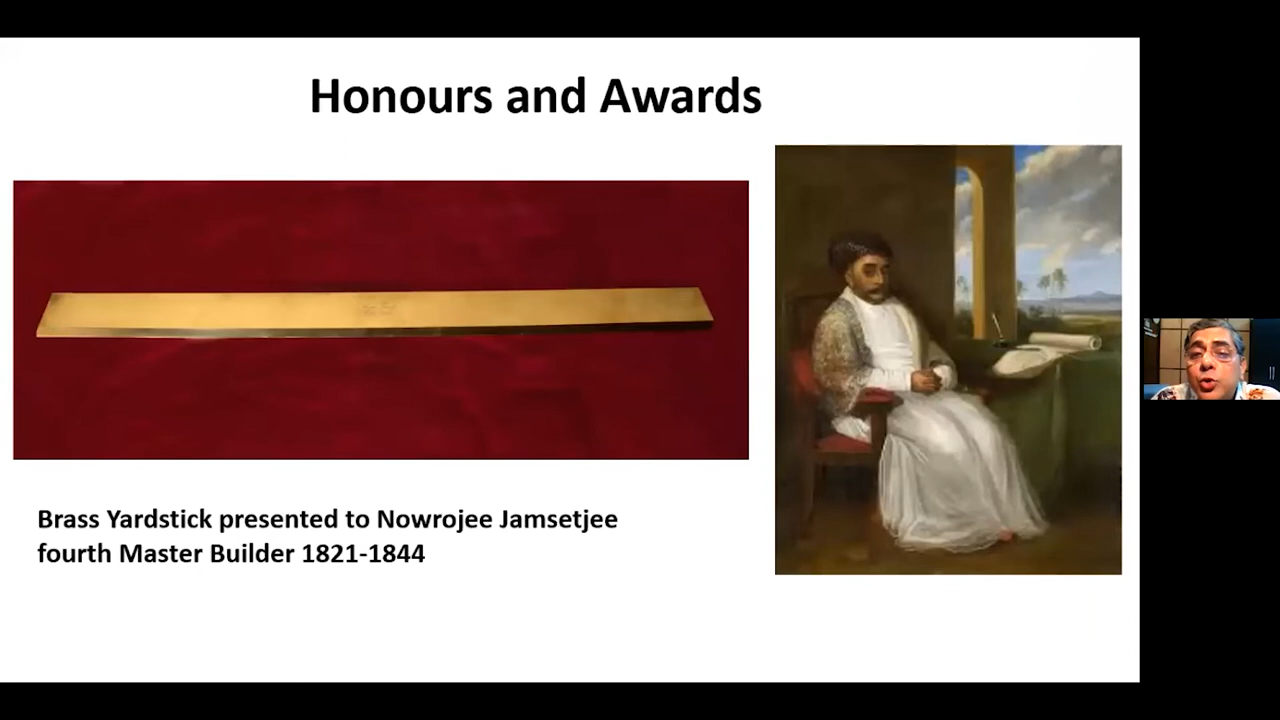 Honours and Awards
Brass Yardstick presented to Nowrojee Jamsetjee
fourth Master Builder 1821-1844